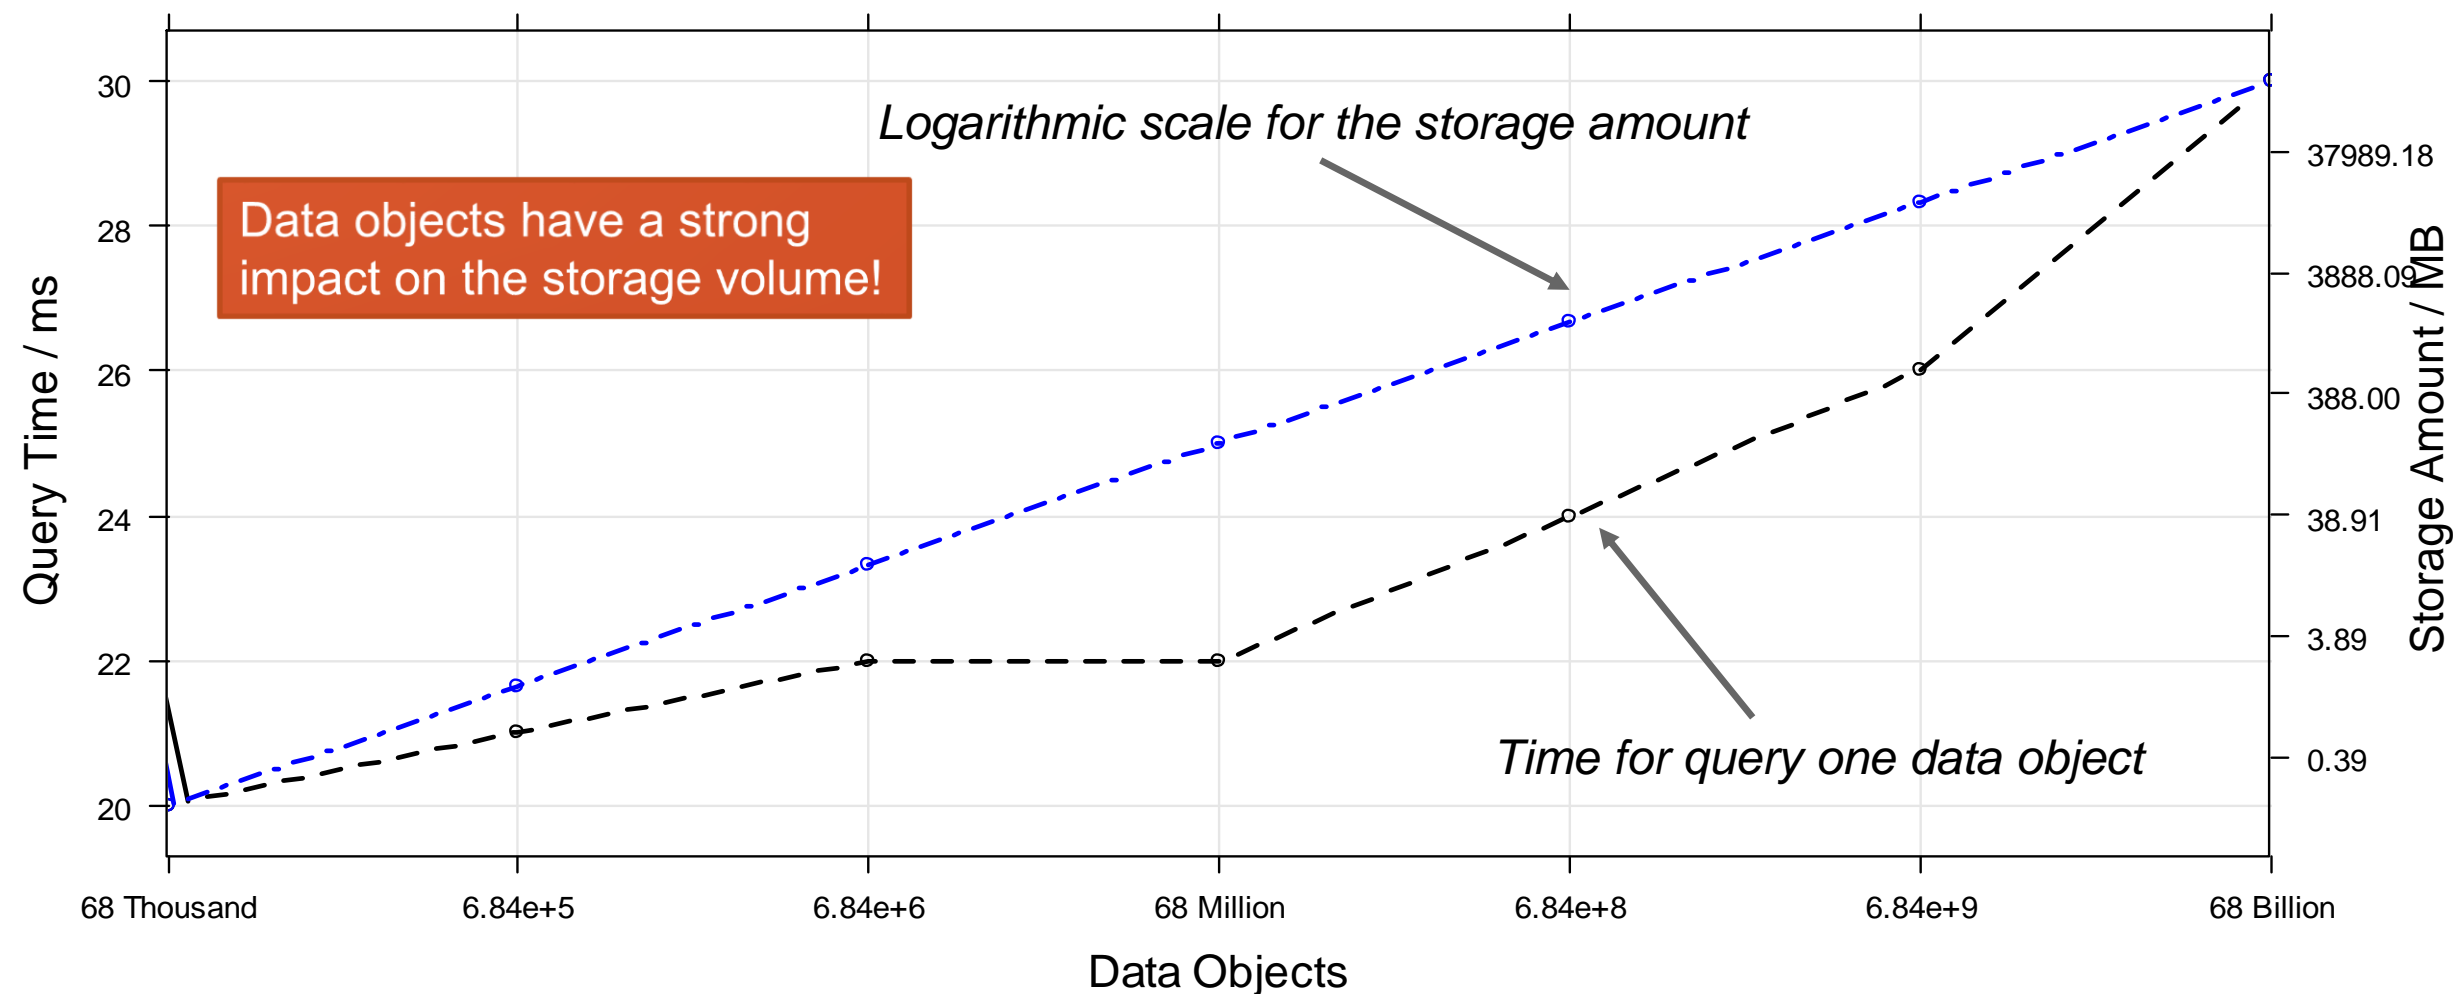 30
Logarithmic scale for the storage amount
37989.18
Data objects have a strong
impact on the storage volume!
28
3888.09
26
388.00
Query Time / ms
Storage Amount / MB
24
38.91
22
3.89
Time for query one data object
0.39
20
68 Thousand
6.84e+5
6.84e+6
68 Million
6.84e+8
6.84e+9
68 Billion
Data Objects